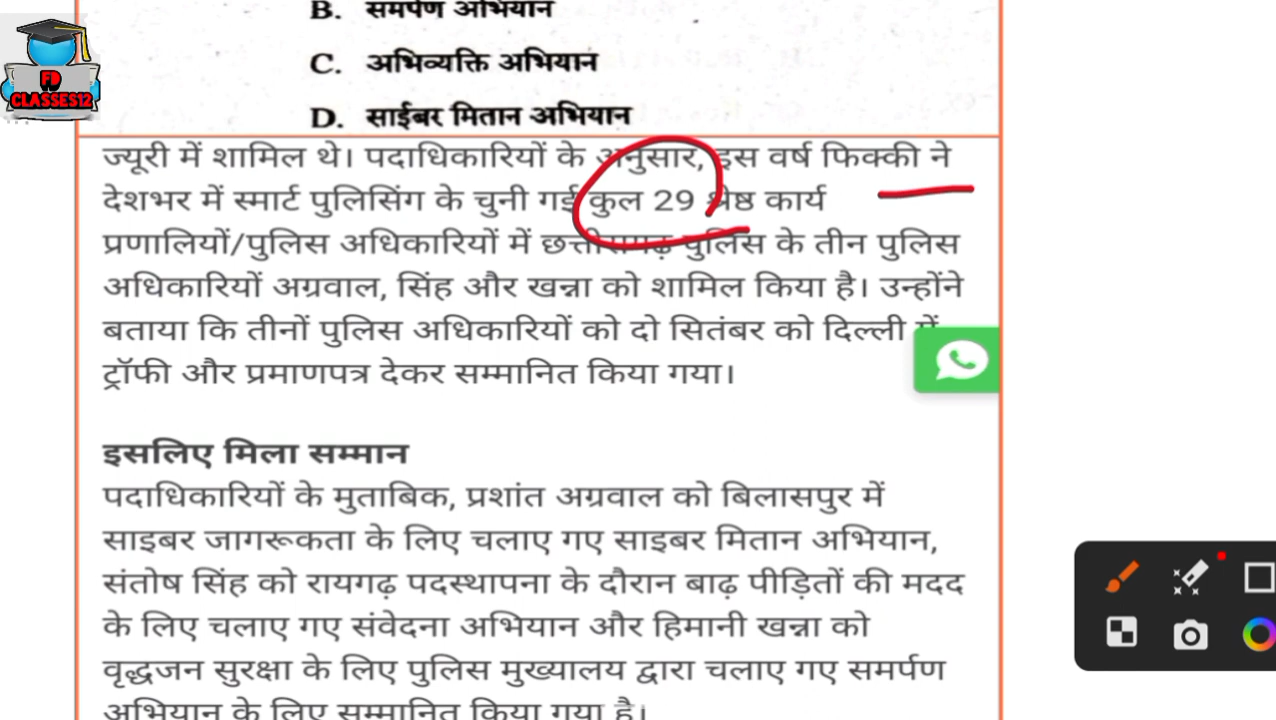 B. समर्पण अभियान
FD
CLASSES12
C. अभिव्यक्ति अभियान
D. साईबर मितान अभियान
ज्यूरी में शामिल थे। पदाधिकारियों के अनुसार, इस वर्ष फिक्की ने
देशभर में स्मार्ट पुलिसिंग के चुनी गई कुल 29 श्रेष्ठ कार्य
प्रणालियों/पुलिस अधिकारियों में छत्तीसगढ़ पुलिस के तीन पुलिस
अधिकारियों अग्रवाल, सिंह और खन्ना को शामिल किया है। उन्होंने
बताया कि तीनों पुलिस अधिकारियों को दो सितंबर को दिल्ली में
ट्रॉफी और प्रमाणपत्र देकर सम्मानित किया गया।
इसलिए मिला सम्मान
पदाधिकारियों के मुताबिक, प्रशांत अग्रवाल को बिलासपुर में
साइबर जागरूकता के लिए चलाए गए साइबर मितान अभियान,
संतोष सिंह को रायगढ़ पदस्थापना के दौरान बाढ़ पीड़ितों की मदद
के लिए चलाए गए संवेदना अभियान और हिमानी खन्ना को
वृद्धजन सुरक्षा के लिए पुलिस मुख्यालय द्वारा चलाए गए समर्पण
अभियान के लिए सम्मानित किया गया है।